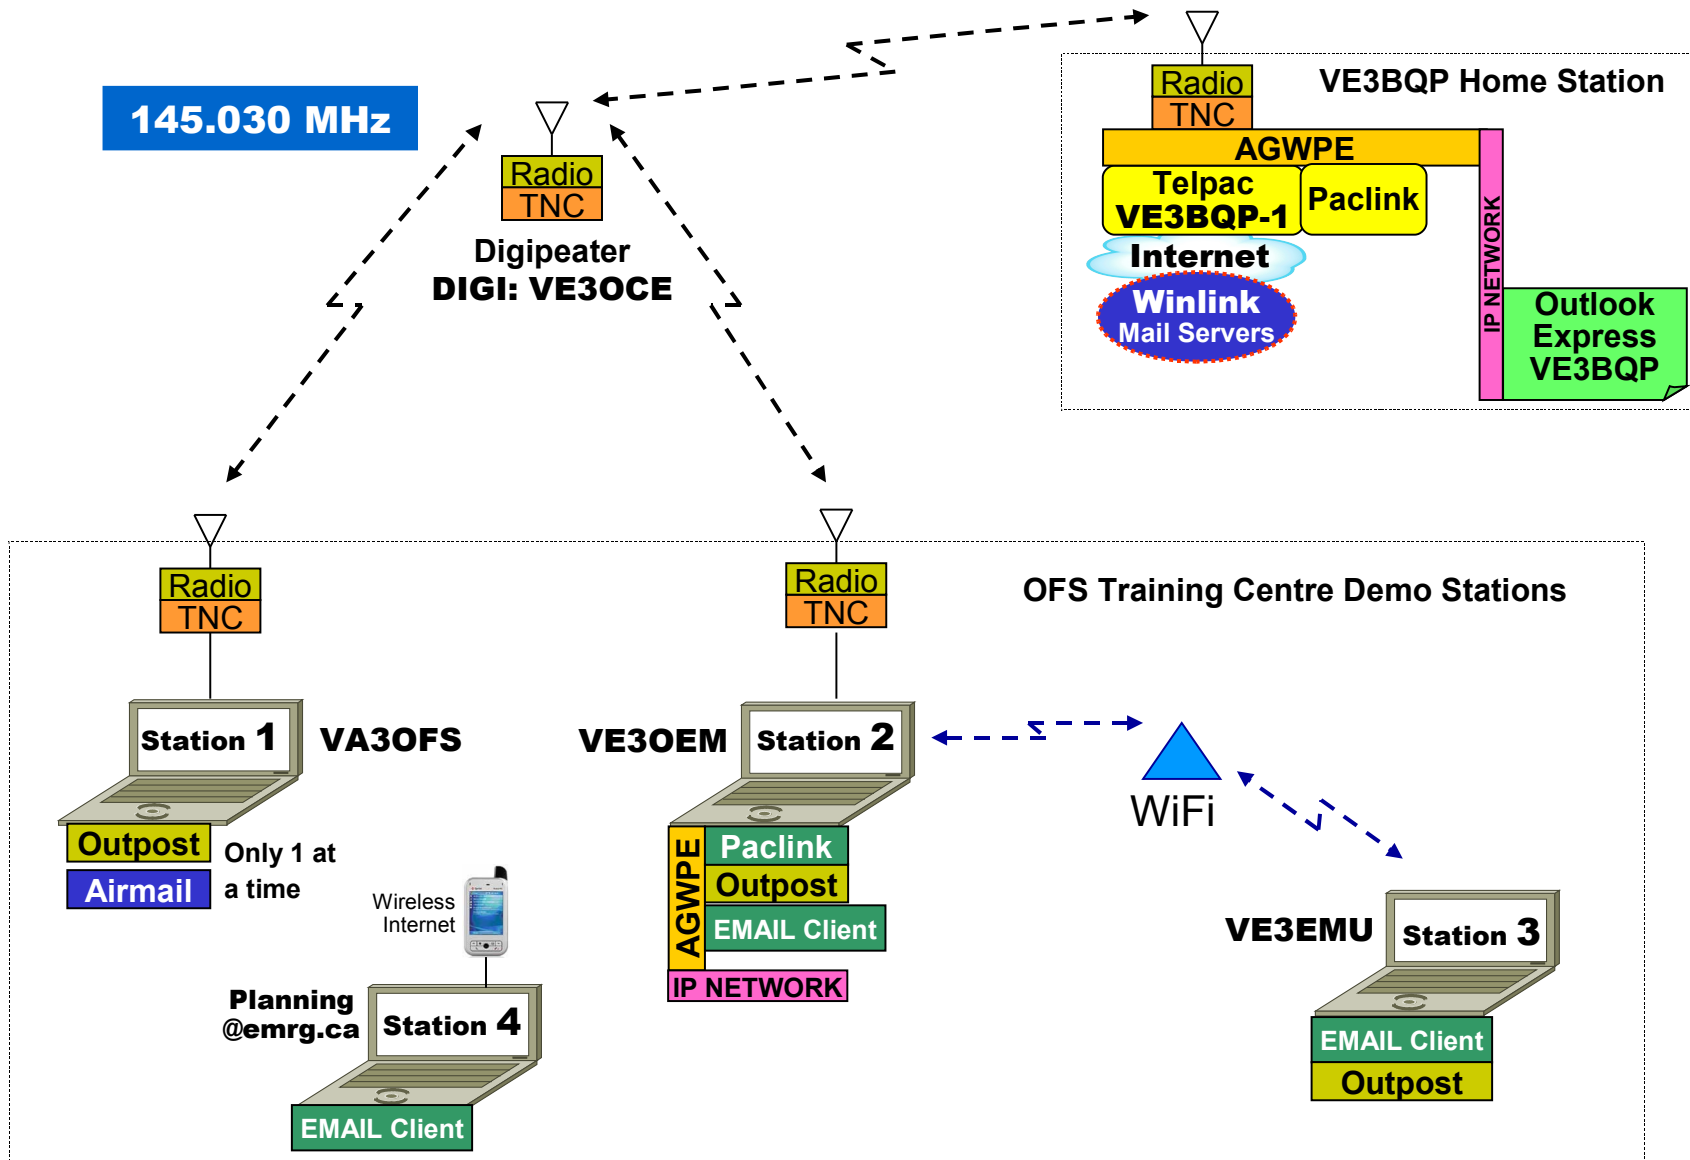 145.030 MHz
Radio
TNC
Digipeater
DIGI: VE3OCE
VE3BQP Home Station
Radio
TNC
AGWPE
Telpac
VE3BQP-1
Paclink
Internet
Winlink
Mail Servers
IP NETWORK
Outlook
Express
VE3BQP
OFS Training Centre Demo Stations
Radio
TNC
Station 1
VA3OFS
Outpost
Airmail
Only 1 at
a time
Radio
TNC
VE3OEM
Station 2
AGWPE
Paclink
Outpost
EMAIL Client
IP NETWORK
WiFi
VE3EMU
Station 3
EMAIL Client
Outpost
Wireless
Internet
Planning
@emrg.ca
Station 4
EMAIL Client